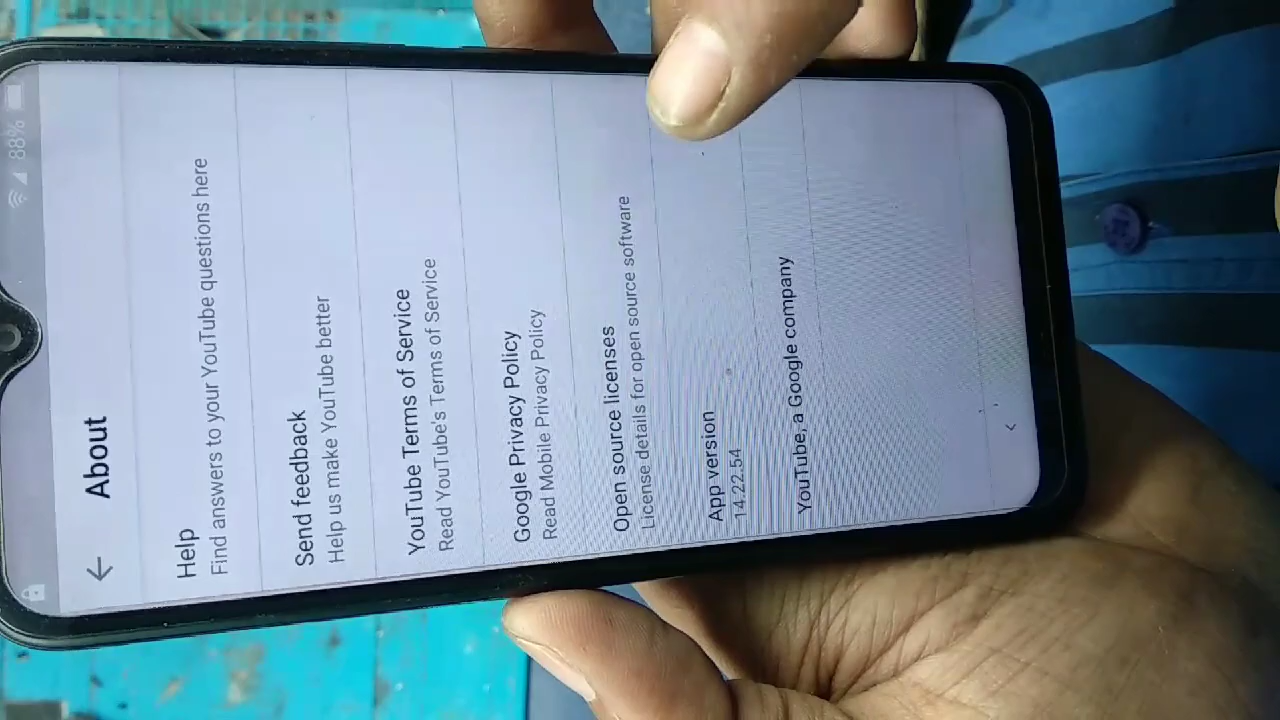 88%
About
Help
Find answers to your YouTube questions here
Send feedback
Help us make YouTube better
YouTube Terms of Service
Read YouTube's Terms of Service
Google Privacy Policy
Read Mobile Privacy Policy
Open source licenses
License details for open source software
App version
14.22.54
YouTube, a Google company